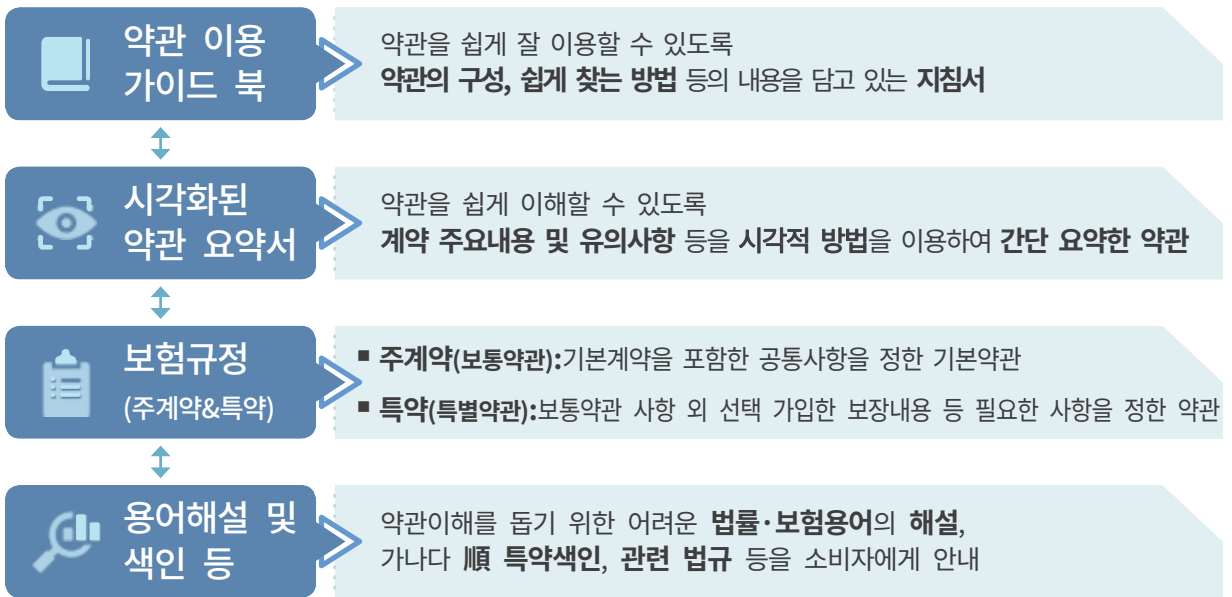 약관 이용
가이드 북
약관을 쉽게 잘 이용할 수 있도록
약관의 구성, 쉽게 찾는 방법 등의 내용을 담고 있는 지침서
시각화된
약관 요약서
약관을 쉽게 이해할 수 있도록
계약 주요내용 및 유의사항 등을 시각적 방법을 이용하여 간단 요약한 약관
보험규정
(주계약&특약)
▪ 주계약(보통약관):기본계약을 포함한 공통사항을 정한 기본약관
▪ 특약(특별약관):보통약관 사항 외 선택 가입한 보장내용 등 필요한 사항을 정한 약관
용어해설 및
색인 등
약관이해를 돕기 위한 어려운 법률·보험용어의 해설,
가나다 順 특약색인, 관련 법규 등을 소비자에게 안내